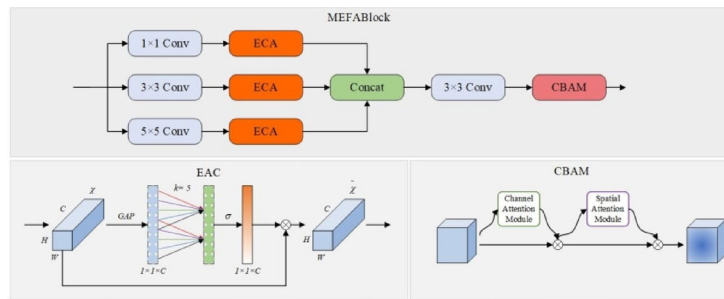 MEFABlock
1×1 Conv
ECA
3×3 Conv
ECA
Concat
3×3 Conv
CBAM
5×5 Conv
ECA
EAC
χ
C
H
W
GAP
k= 5
1×1×C
σ
1×1×C
χ̃
C
H
W
CBAM
Channel
Attention
Module
Spatial
Attention
Module